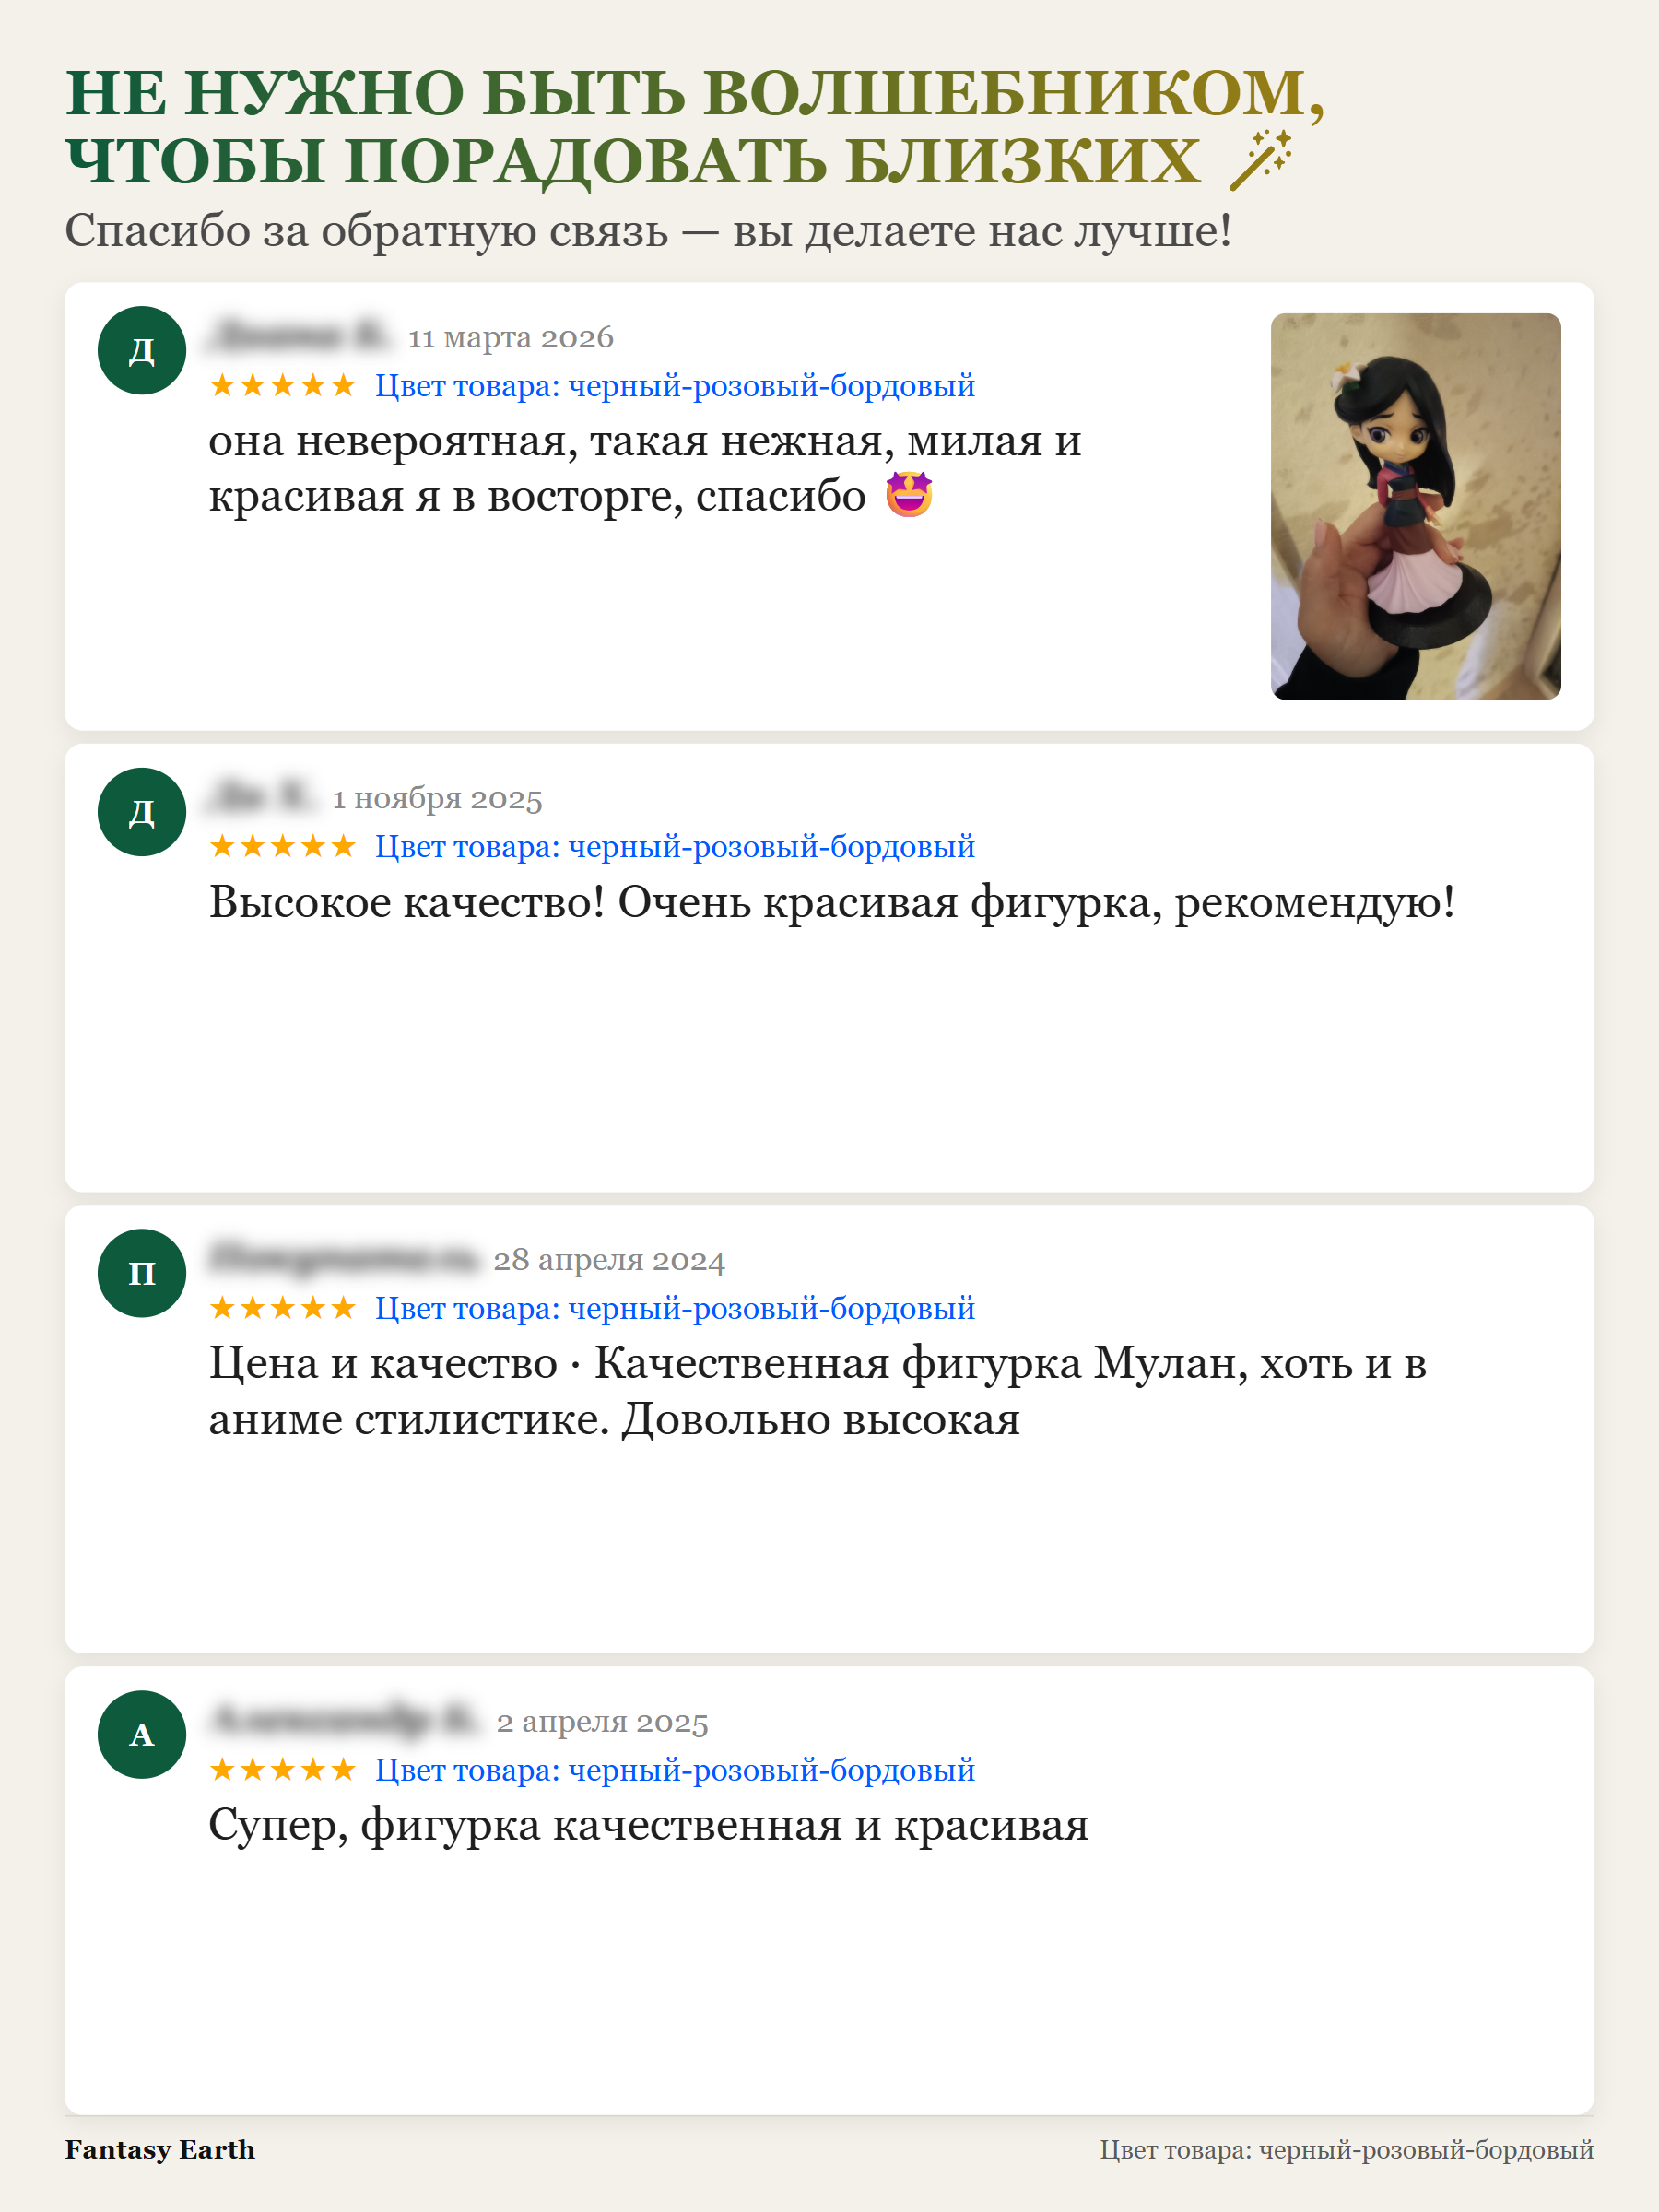 НЕ НУЖНО БЫТЬ ВОЛШЕБНИКОМ,
ЧТОБЫ ПОРАДОВАТЬ БЛИЗКИХ
Спасибо за обратную связь — вы делаете нас лучше!
Д
11 марта 2026
★★★★★ Цвет товара: черный-розовый-бордовый
она невероятная, такая нежная, милая и
красивая я в восторге, спасибо 🤩
Д
1 ноября 2025
★★★★★ Цвет товара: черный-розовый-бордовый
Высокое качество! Очень красивая фигурка, рекомендую!
П
28 апреля 2024
★★★★★ Цвет товара: черный-розовый-бордовый
Цена и качество · Качественная фигурка Мулан, хоть и в
аниме стилистике. Довольно высокая
А
2 апреля 2025
★★★★★ Цвет товара: черный-розовый-бордовый
Супер, фигурка качественная и красивая
Fantasy Earth
Цвет товара: черный-розовый-бордовый